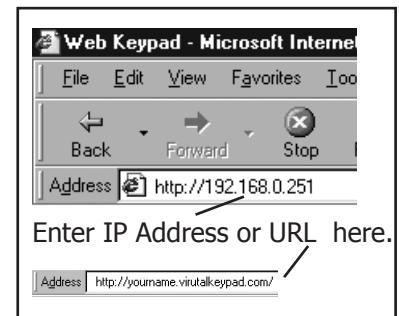 Web Keypad - Microsoft Interne
File Edit View Favorites Too
Back Forward Stop
Address http://192.168.0.251
Enter IP Address or URL here.
Address http://yourname.virutalkeypad.com/